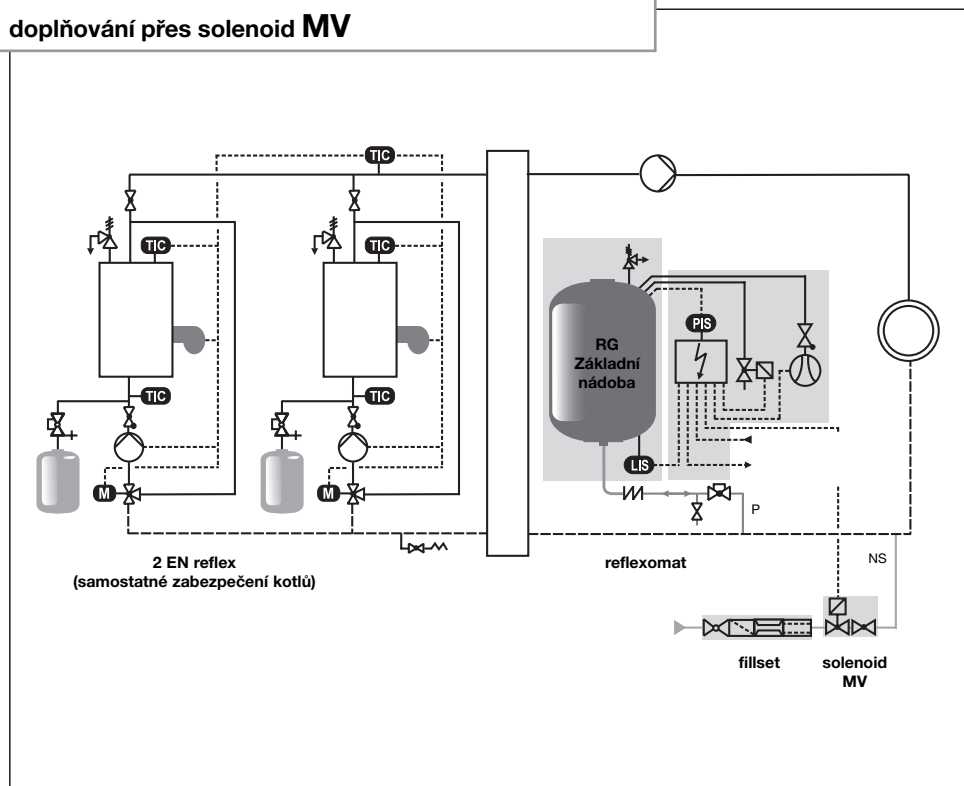 doplňování přes solenoid MV
TIC
TIC
TIC
PIS
RG
Základní
nádoba
TIC
TIC
LIS
M
M
P
2 EN reflex
(samostatné zabezpečení kotlů)
reflexomat
NS
fillset
solenoid
MV